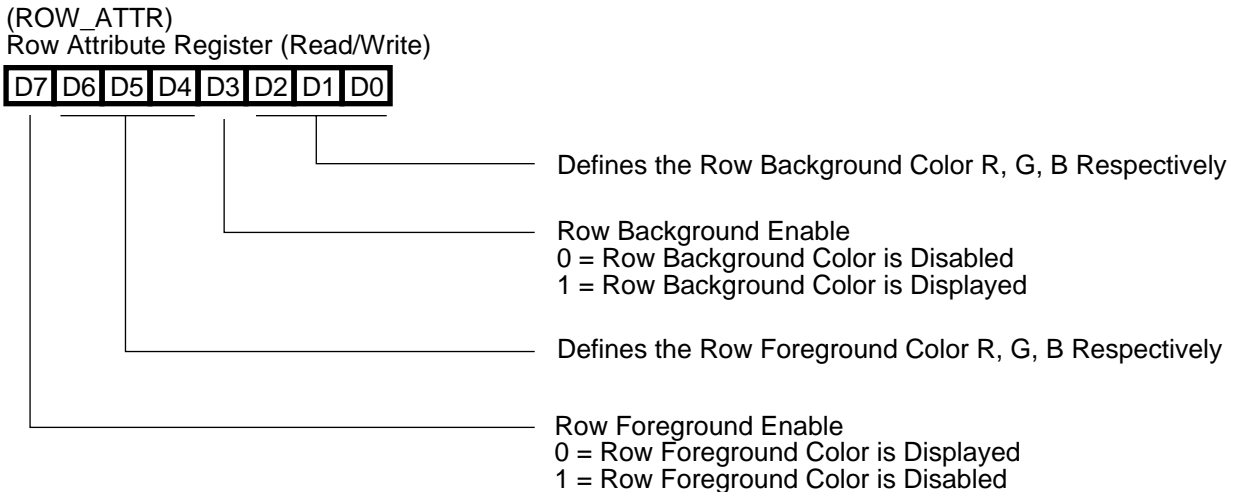 (ROW_ATTR)
Row Attribute Register (Read/Write)
D7 D6 D5 D4 D3 D2 D1 D0
Defines the Row Background Color R, G, B Respectively
Row Background Enable
0 = Row Background Color is Disabled
1 = Row Background Color is Displayed
Defines the Row Foreground Color R, G, B Respectively
Row Foreground Enable
0 = Row Foreground Color is Displayed
1 = Row Foreground Color is Disabled